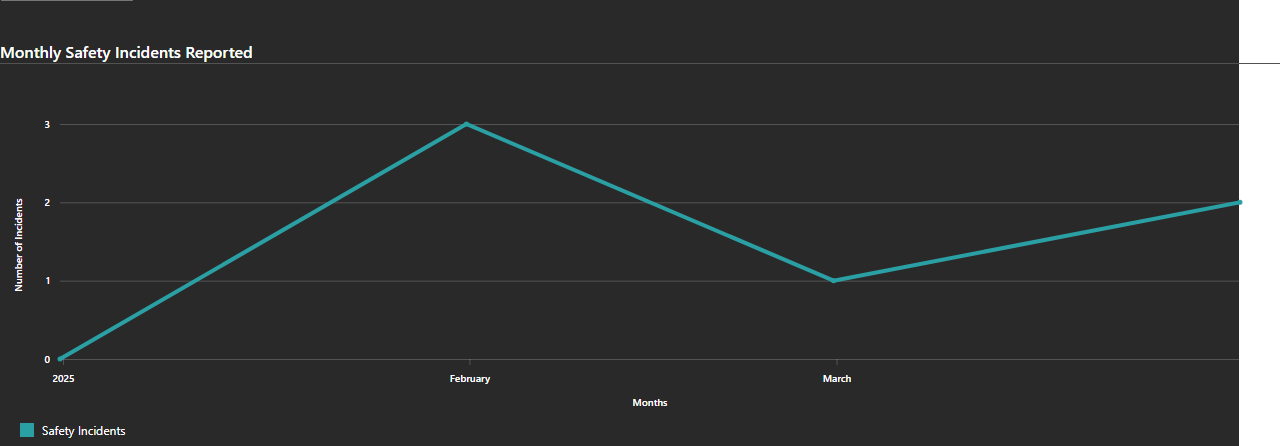 Monthly Safety Incidents Reported
3
2
1
0
Number of Incidents
2025 February March
Months
Safety Incidents